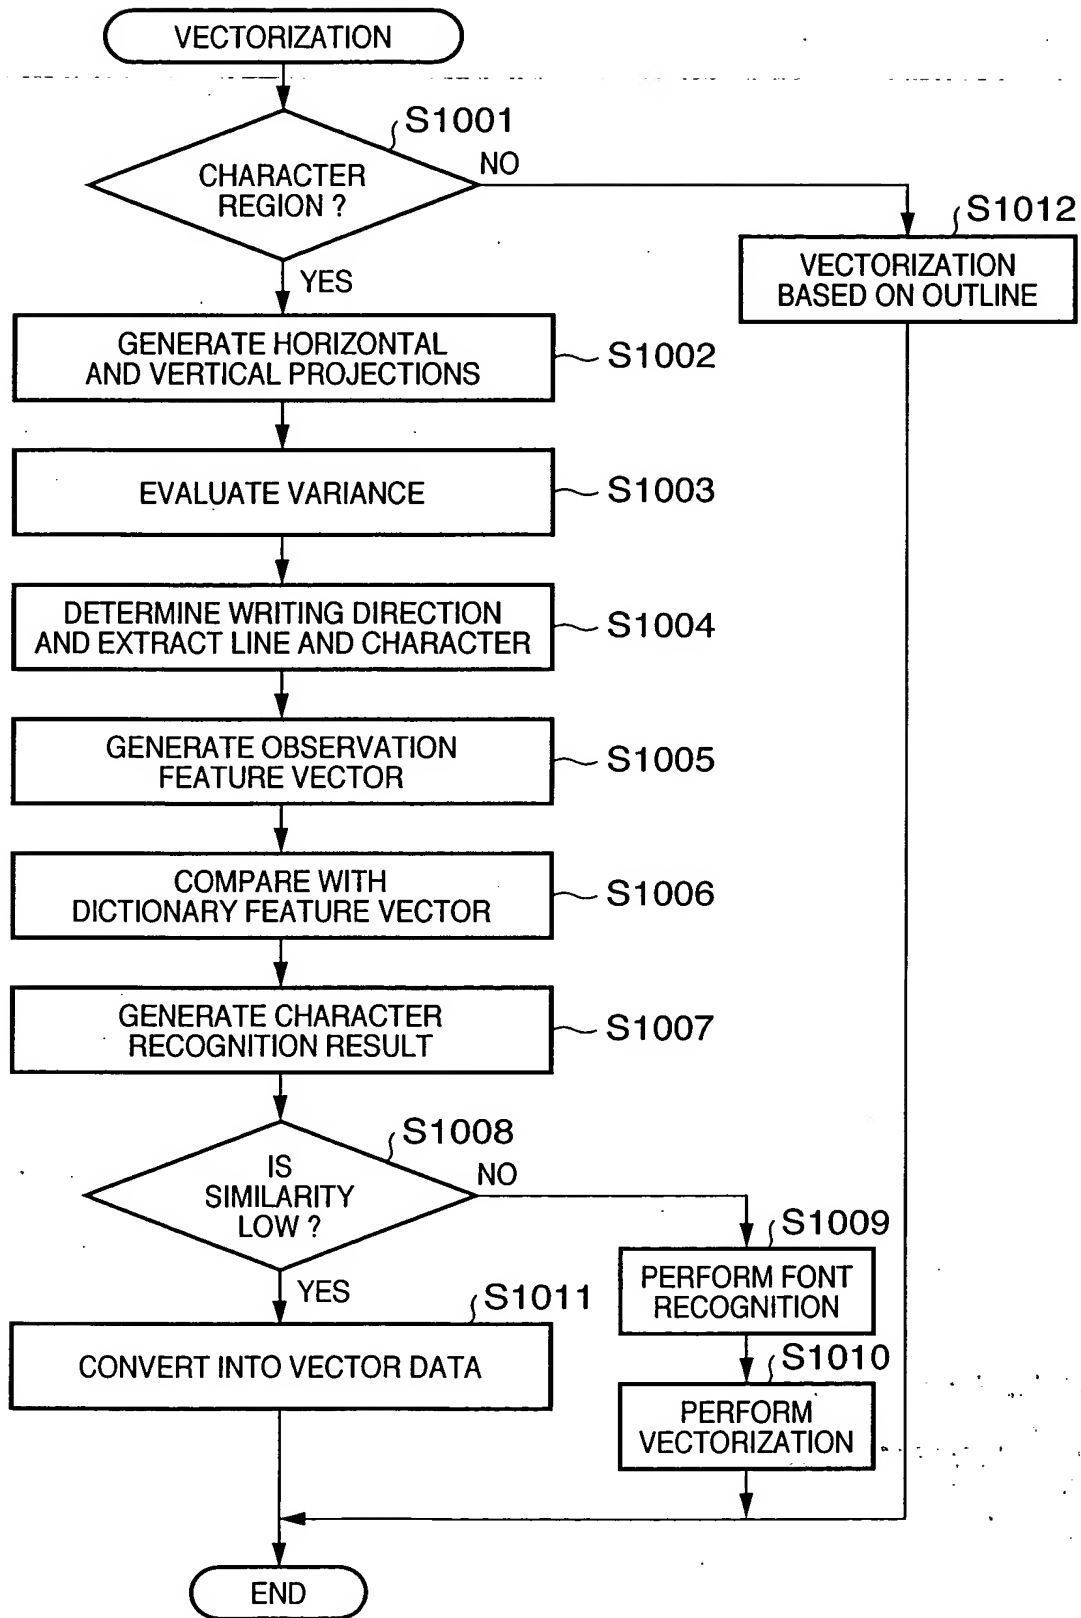 VECTORIZATION
S1001
CHARACTER
REGION ?
NO
YES
S1012
VECTORIZATION
BASED ON OUTLINE
GENERATE HORIZONTAL
AND VERTICAL PROJECTIONS
S1002
EVALUATE VARIANCE
S1003
DETERMINE WRITING DIRECTION
AND EXTRACT LINE AND CHARACTER
S1004
GENERATE OBSERVATION
FEATURE VECTOR
S1005
COMPARE WITH
DICTIONARY FEATURE VECTOR
S1006
GENERATE CHARACTER
RECOGNITION RESULT
S1007
S1008
IS
SIMILARITY
LOW ?
NO
YES
S1009
PERFORM FONT
RECOGNITION
S1011
CONVERT INTO VECTOR DATA
S1010
PERFORM
VECTORIZATION
END